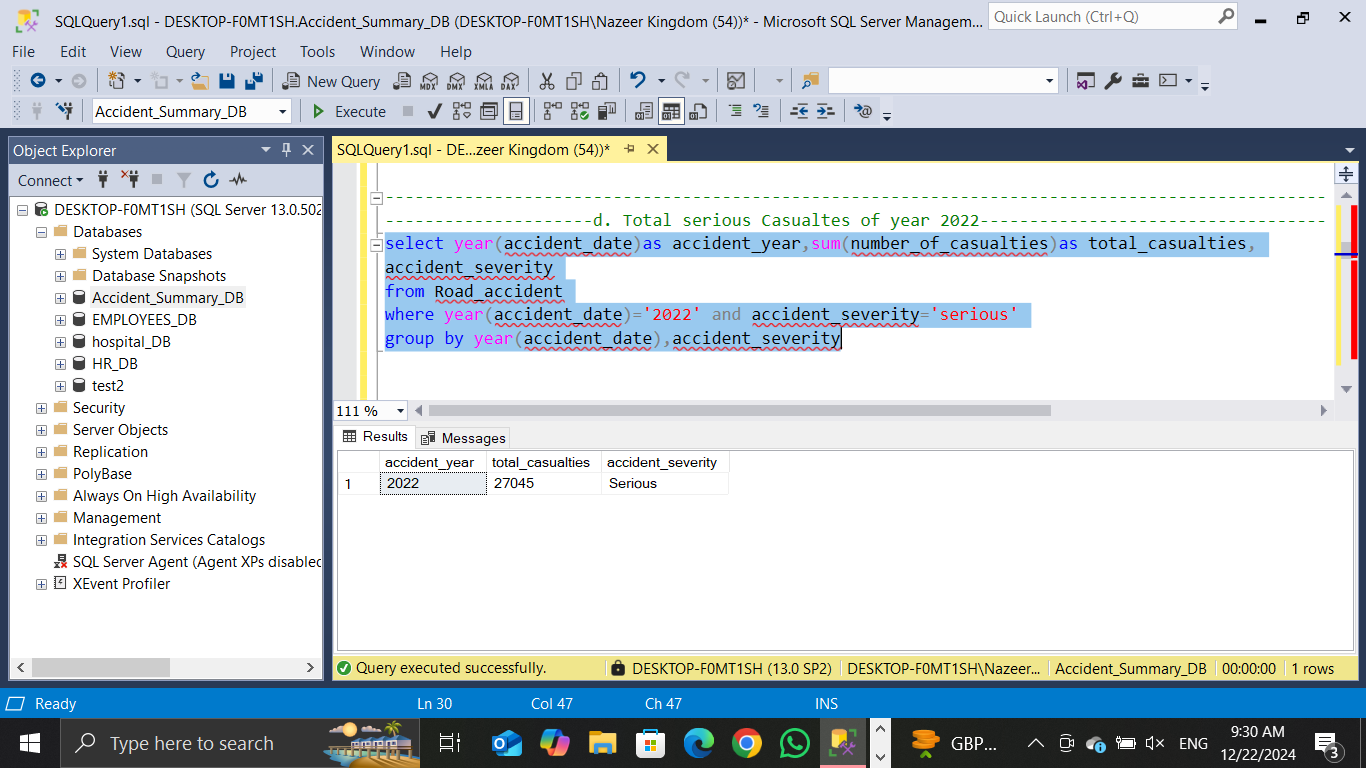 SQLQuery1.sql - DESKTOP-F0MT1SH.Accident_Summary_DB (DESKTOP-F0MT1SH\Nazeer Kingdom (54))* - Microsoft SQL Server Managem...
Quick Launch (Ctrl+Q)
File Edit View Query Project Tools Window Help
New Query
MDX DMX XMLA DAX
Accident_Summary_DB
Execute
Object Explorer
SQLQuery1.sql - DE...zeer Kingdom (54))*
Connect
DESKTOP-F0MT1SH (SQL Server 13.0.502
Databases
System Databases
Database Snapshots
Accident_Summary_DB
EMPLOYEES_DB
hospital_DB
HR_DB
test2
Security
Server Objects
Replication
PolyBase
Always On High Availability
Management
Integration Services Catalogs
SQL Server Agent (Agent XPs disabled
XEvent Profiler
---------------------d. Total serious Casualtes of year 2022-----------------------------------
select year(accident_date)as accident_year,sum(number_of_casualties)as total_casualties,
accident_severity
from Road_accident
where year(accident_date)='2022' and accident_severity='serious'
group by year(accident_date),accident_severity
111 %
Results Messages
accident_year total_casualties accident_severity
1 2022 27045 Serious
Query executed successfully.
DESKTOP-F0MT1SH (13.0 SP2)
DESKTOP-F0MT1SH\Nazeer...
Accident_Summary_DB
00:00:00
1 rows
Ready
Ln 30
Col 47
Ch 47
INS
Type here to search
GBP...
ENG
9:30 AM
12/22/2024
3